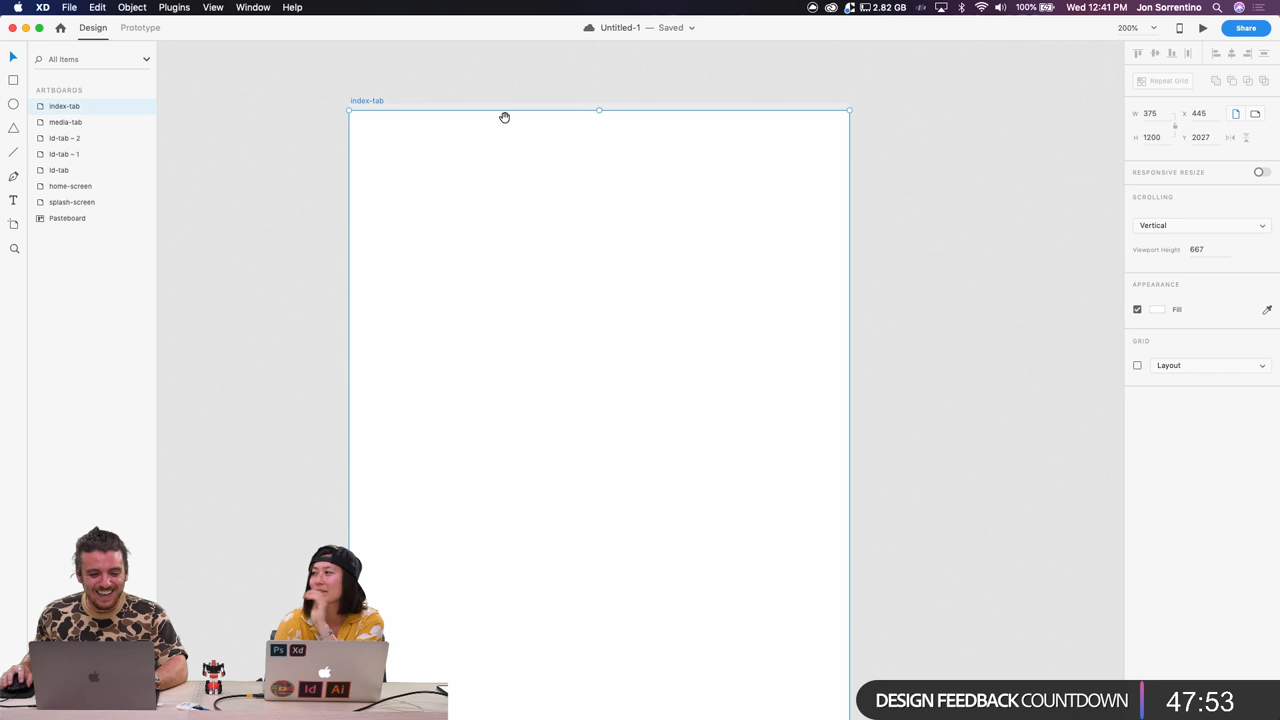 XD File Edit Object Plugins View Window Help
2.82 GB 100% Wed 12:41 PM Jon Sorrentino
Design Prototype
Untitled-1 — Saved
200%
Share
All Items
ARTBOARDS
index-tab
media-tab
id-tab – 2
id-tab – 1
id-tab
home-screen
splash-screen
Pasteboard
index-tab
Repeat Grid
W 375 X 445
H 1200 Y 2027
RESPONSIVE RESIZE
SCROLLING
Vertical
Viewport Height 667
APPEARANCE
Fill
GRID
Layout
Ps Xd
Id Ai
DESIGN FEEDBACK COUNTDOWN 47:53